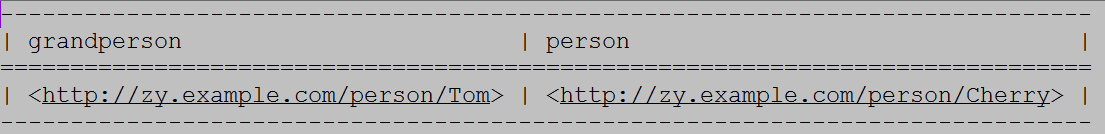 | grandperson | person |
| <http://zy.example.com/person/Tom> | <http://zy.example.com/person/Cherry> |